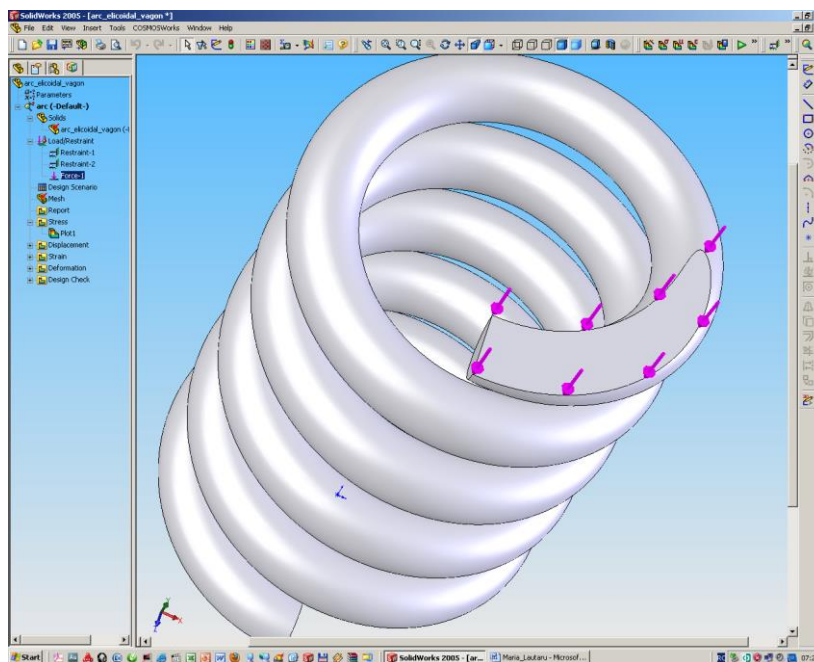 SolidWorks 2005 - [arc_elicoidal_vagon *]
File Edit View Insert Tools COSMOSWorks Window Help
arc_elicoidal_vagon
Parameters
arc (-Default-)
Solids
arc_elicoidal_vagon (-
Load/Restraint
Restraint-1
Restraint-2
Force-1
Design Scenario
Mesh
Report
Stress
Plot1
Displacement
Strain
Deformation
Design Check
Start
SolidWorks 2005 - [ar...
Maria_Lautaru - Microsof...